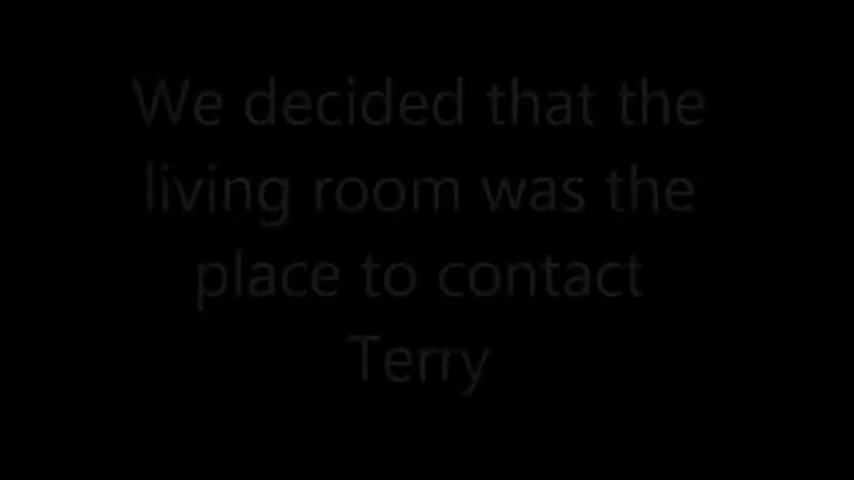 We decided that the
living room was the
place to contact
Terry